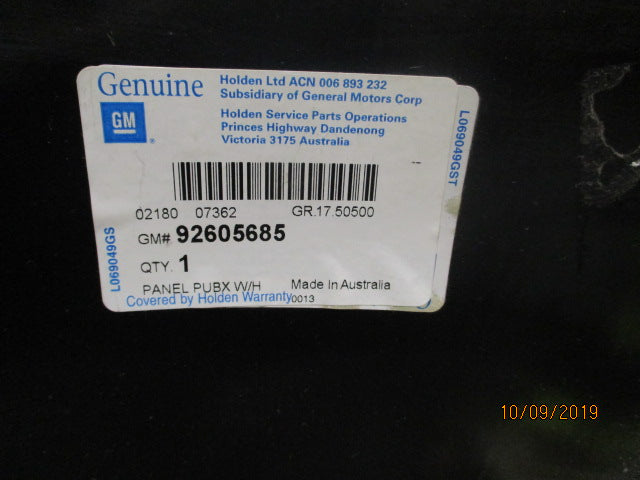 Genuine
GM
®
Holden Ltd ACN 006 893 232
Subsidiary of General Motors Corp
Holden Service Parts Operations
Princes Highway Dandenong
Victoria 3175 Australia
02180 07362 GR.17.50500
GM# 92605685
QTY. 1
PANEL PUBX W/H Made In Australia
Covered by Holden Warranty 0013
L069049GS
L069049GST
10/09/2019